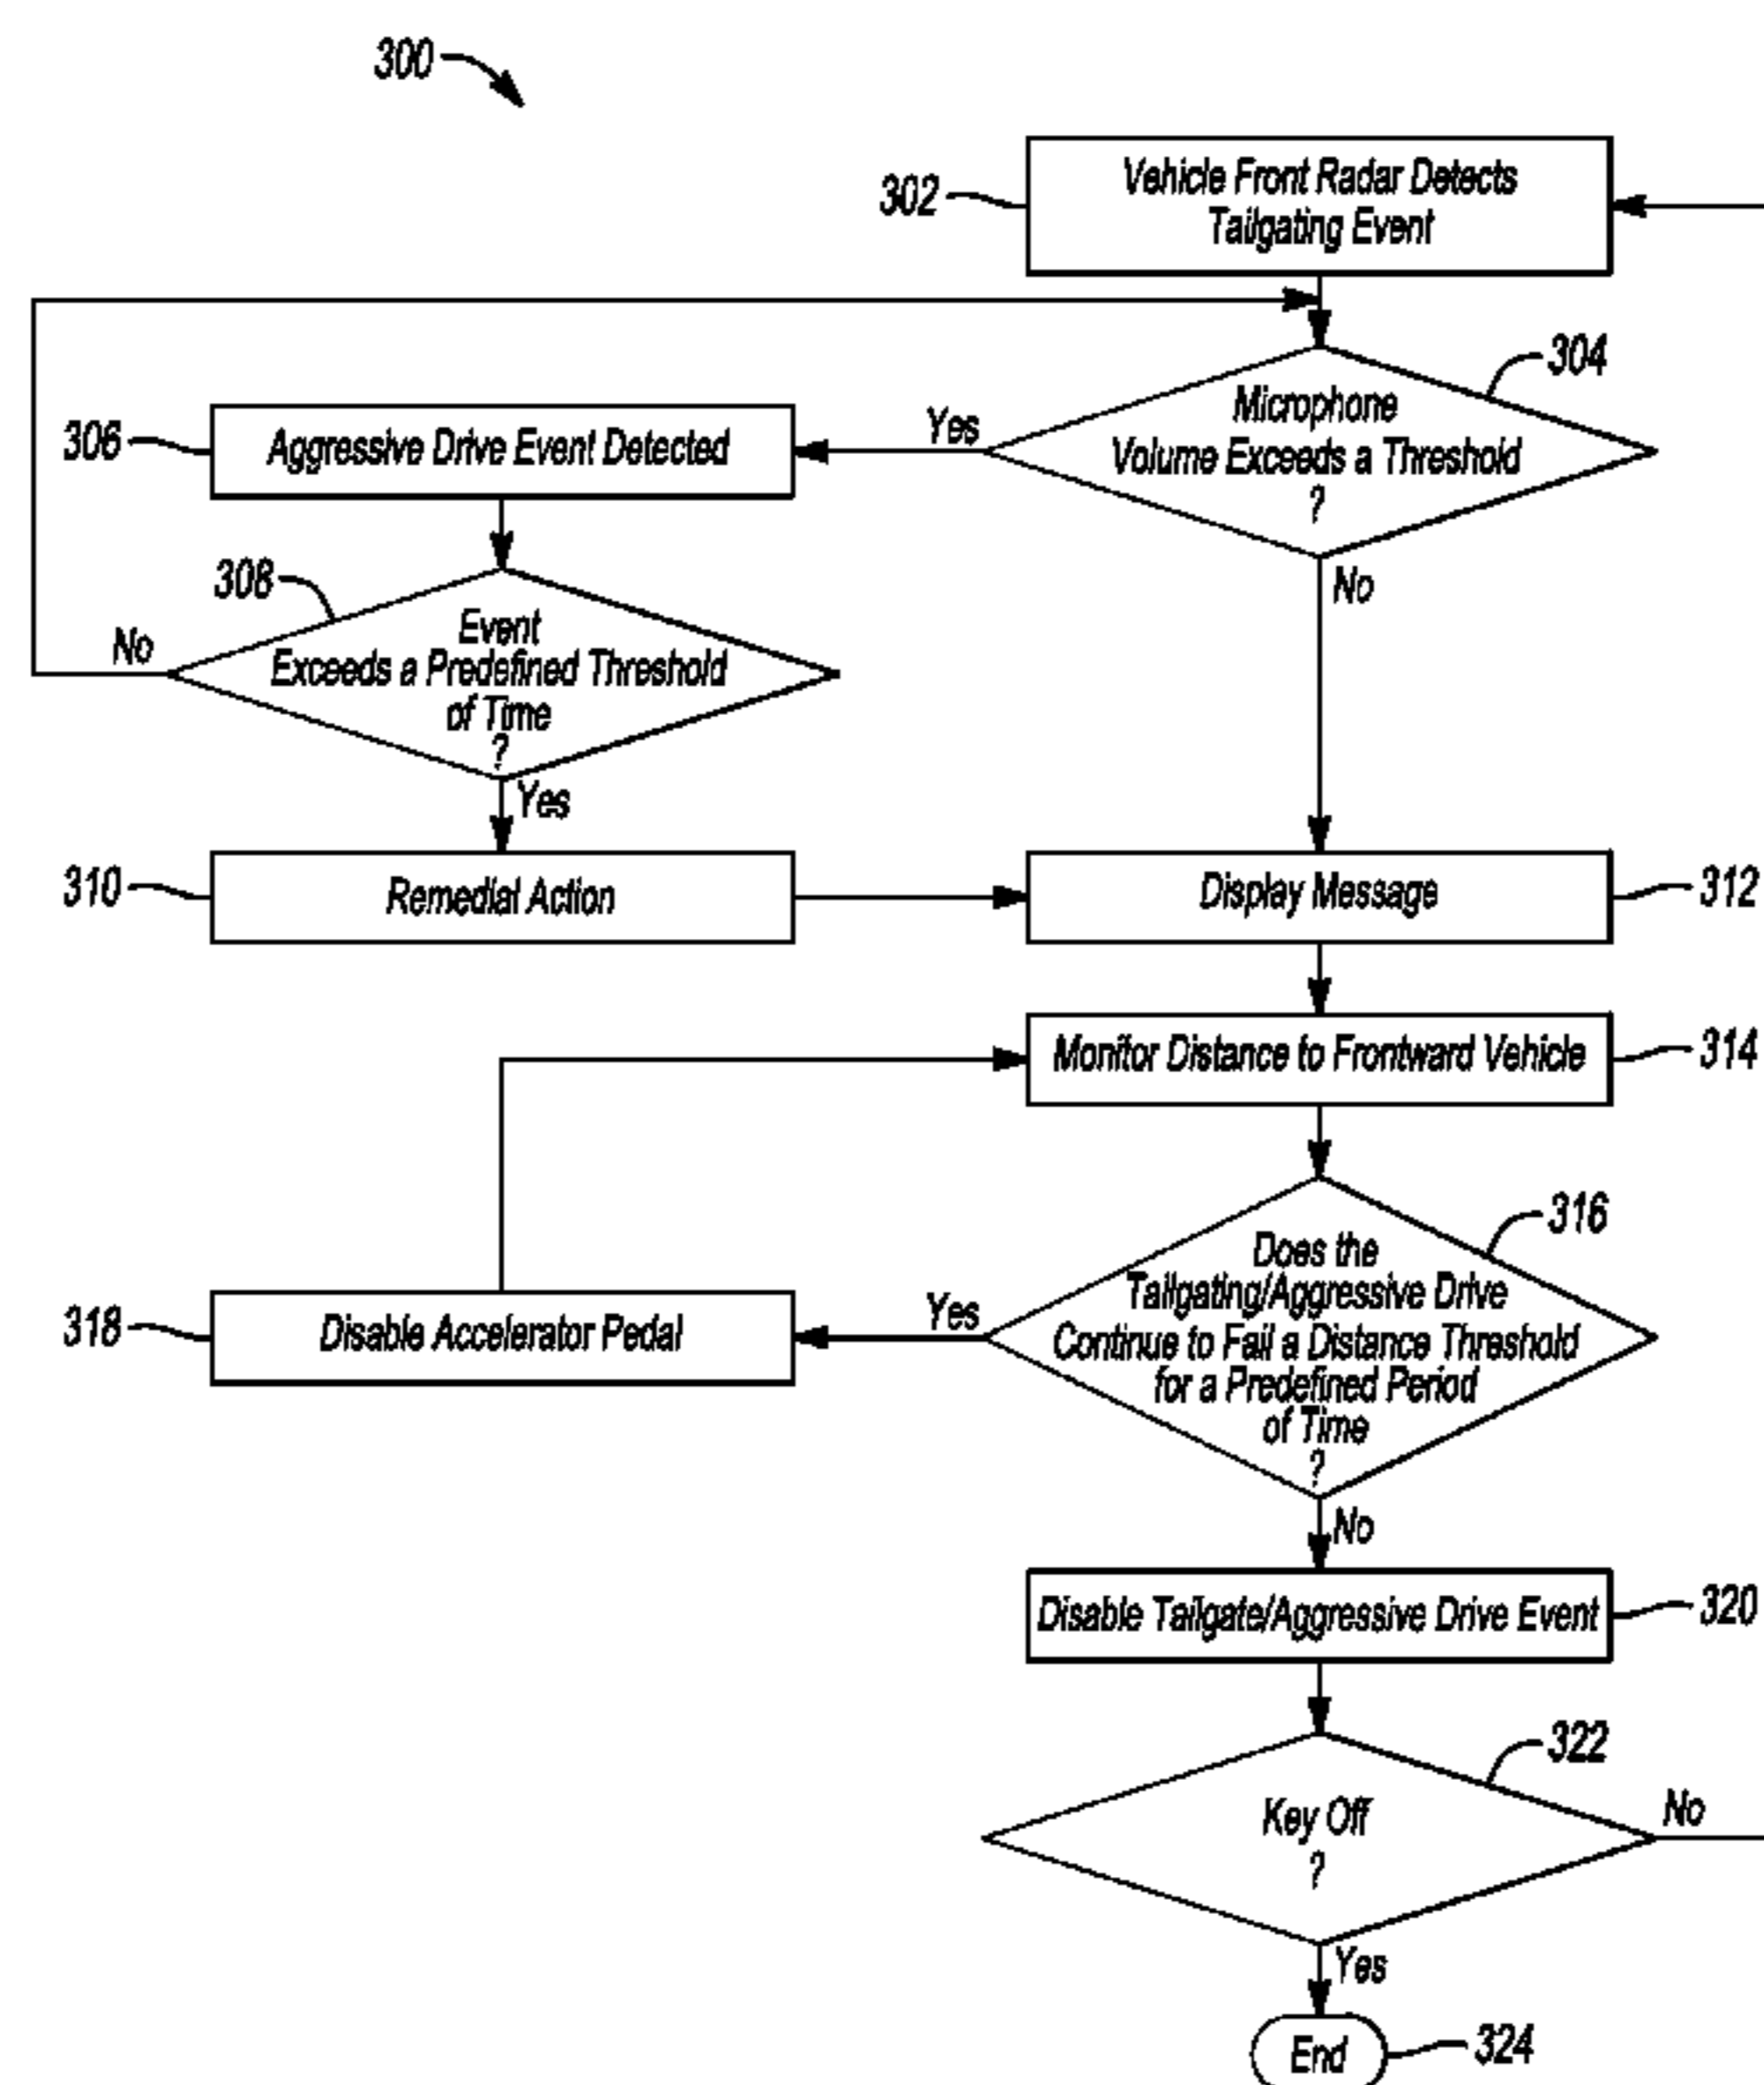 300
302
Vehicle Front Radar Detects
Tailgating Event
304
Microphone
Volume Exceeds a Threshold
?
Yes
No
306
Aggressive Drive Event Detected
308
Event
Exceeds a Predefined Threshold
of Time
?
No
Yes
310
Remedial Action
Display Message
312
Monitor Distance to Frontward Vehicle
314
316
Does the
Tailgating/Aggressive Drive
Continue to Fail a Distance Threshold
for a Predefined Period
of Time
?
Yes
318
Disable Accelerator Pedal
No
Disable Tailgate/Aggressive Drive Event
320
322
Key Off
?
No
Yes
End
324